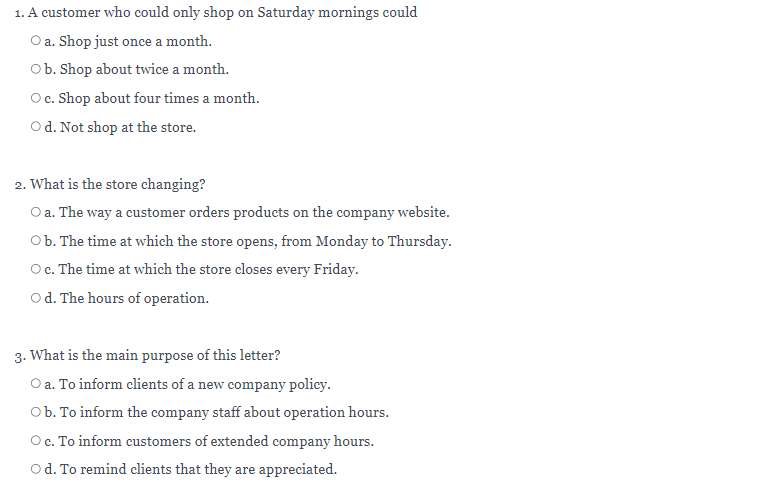 1. A customer who could only shop on Saturday mornings could
a. Shop just once a month.
b. Shop about twice a month.
c. Shop about four times a month.
d. Not shop at the store.
2. What is the store changing?
a. The way a customer orders products on the company website.
b. The time at which the store opens, from Monday to Thursday.
c. The time at which the store closes every Friday.
d. The hours of operation.
3. What is the main purpose of this letter?
a. To inform clients of a new company policy.
b. To inform the company staff about operation hours.
c. To inform customers of extended company hours.
d. To remind clients that they are appreciated.